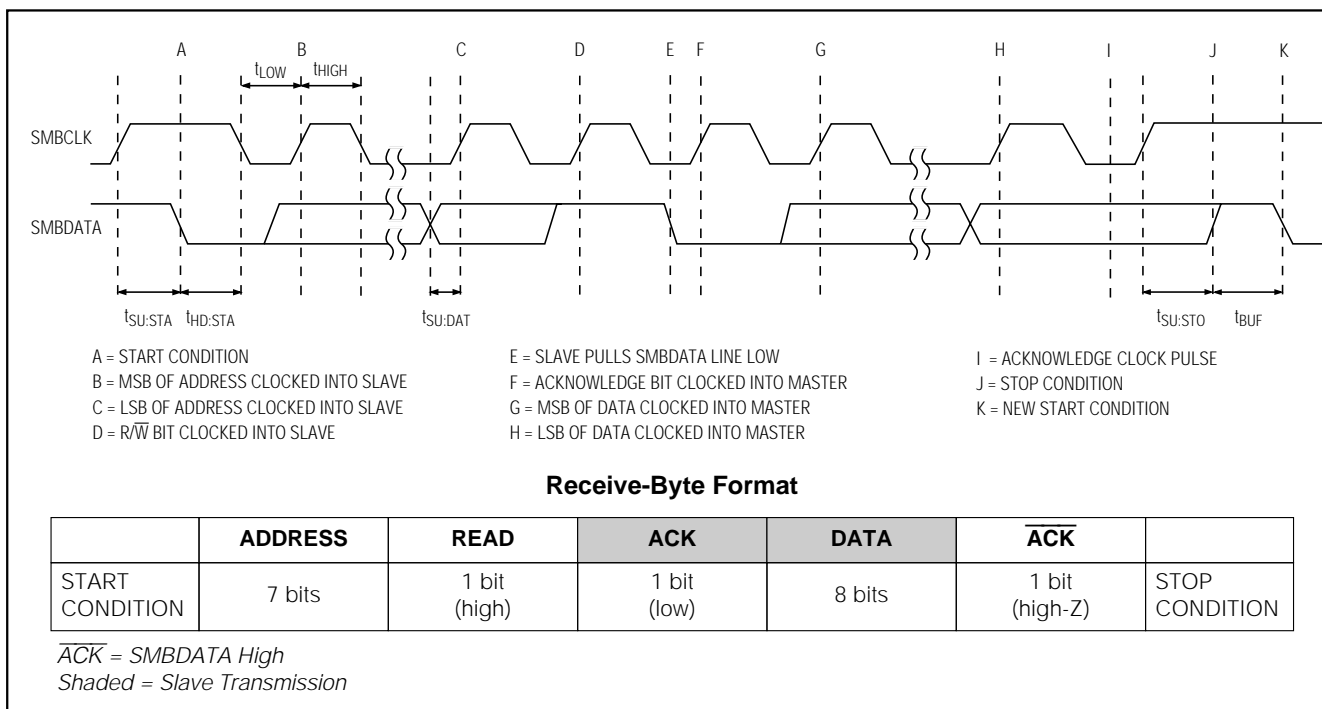 A B C D E F G H I J K
tLOW tHIGH
SMBCLK
SMBDATA
tSU:STA tHD:STA tSU:DAT tSU:STO tBUF
A = START CONDITION
B = MSB OF ADDRESS CLOCKED INTO SLAVE
C = LSB OF ADDRESS CLOCKED INTO SLAVE
D = R/W̅ BIT CLOCKED INTO SLAVE
E = SLAVE PULLS SMBDATA LINE LOW
F = ACKNOWLEDGE BIT CLOCKED INTO MASTER
G = MSB OF DATA CLOCKED INTO MASTER
H = LSB OF DATA CLOCKED INTO MASTER
I = ACKNOWLEDGE CLOCK PULSE
J = STOP CONDITION
K = NEW START CONDITION
Receive-Byte Format
ADDRESS READ ACK DATA A̅C̅K̅
START CONDITION 7 bits 1 bit (high) 1 bit (low) 8 bits 1 bit (high-Z) STOP CONDITION
A̅C̅K̅ = SMBDATA High
Shaded = Slave Transmission